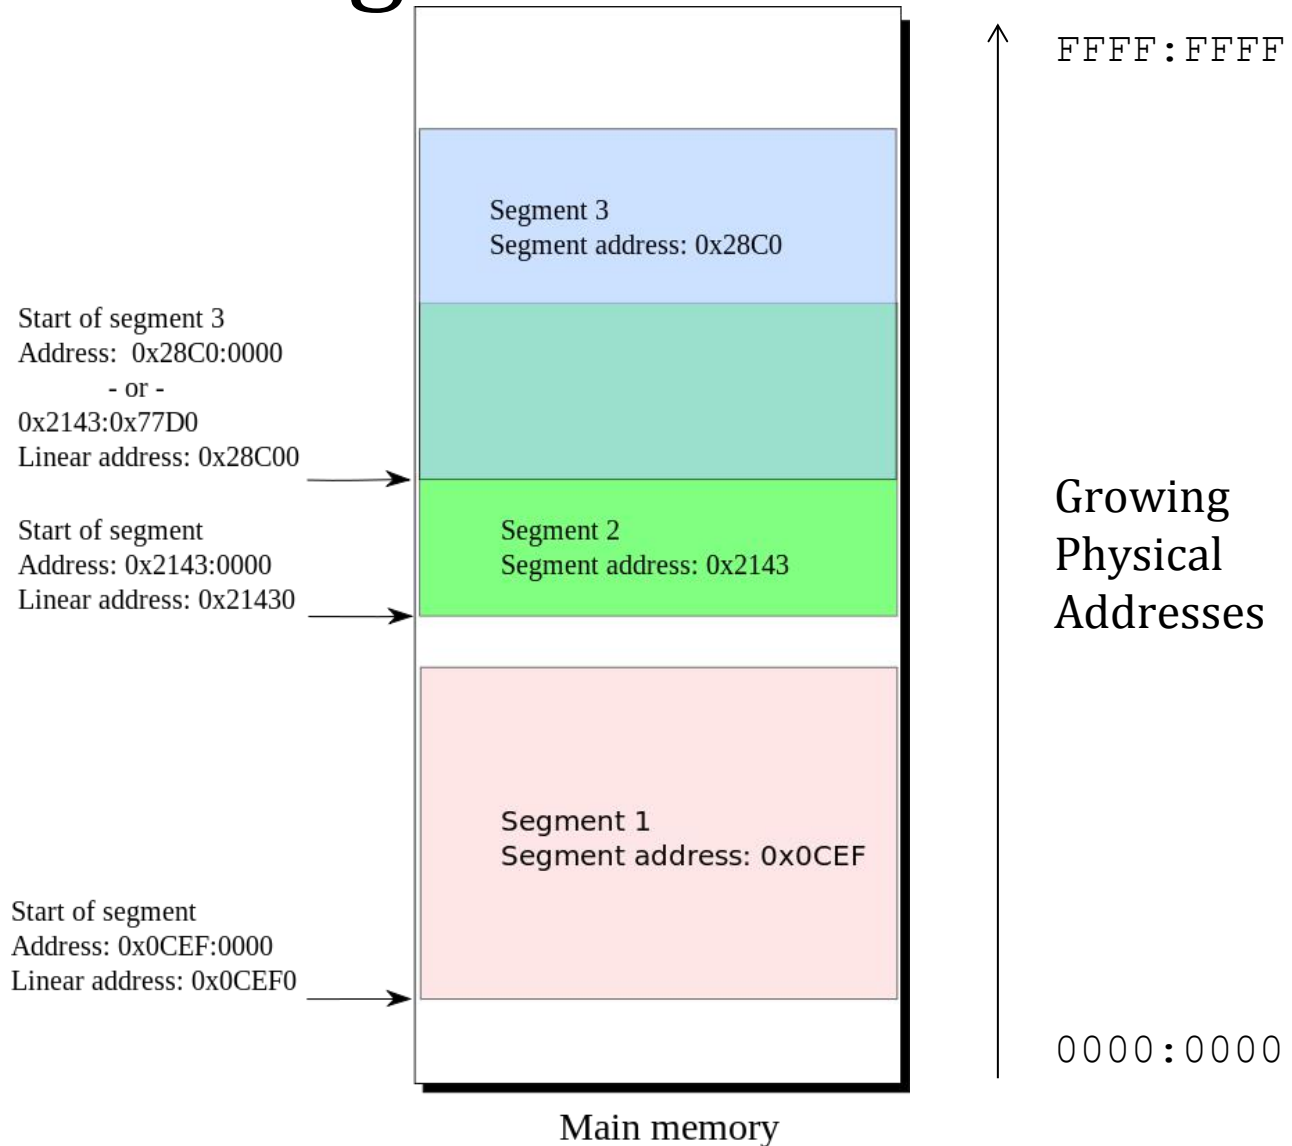 FFFF:FFFF
Segment 3
Segment address: 0x28C0
Start of segment 3
Address:  0x28C0:0000
- or -
0x2143:0x77D0
Linear address: 0x28C00
Start of segment
Address: 0x2143:0000
Linear address: 0x21430
Segment 2
Segment address: 0x2143
Growing
Physical
Addresses
Segment 1
Segment address: 0x0CEF
Start of segment
Address: 0x0CEF:0000
Linear address: 0x0CEF0
0000:0000
Main memory